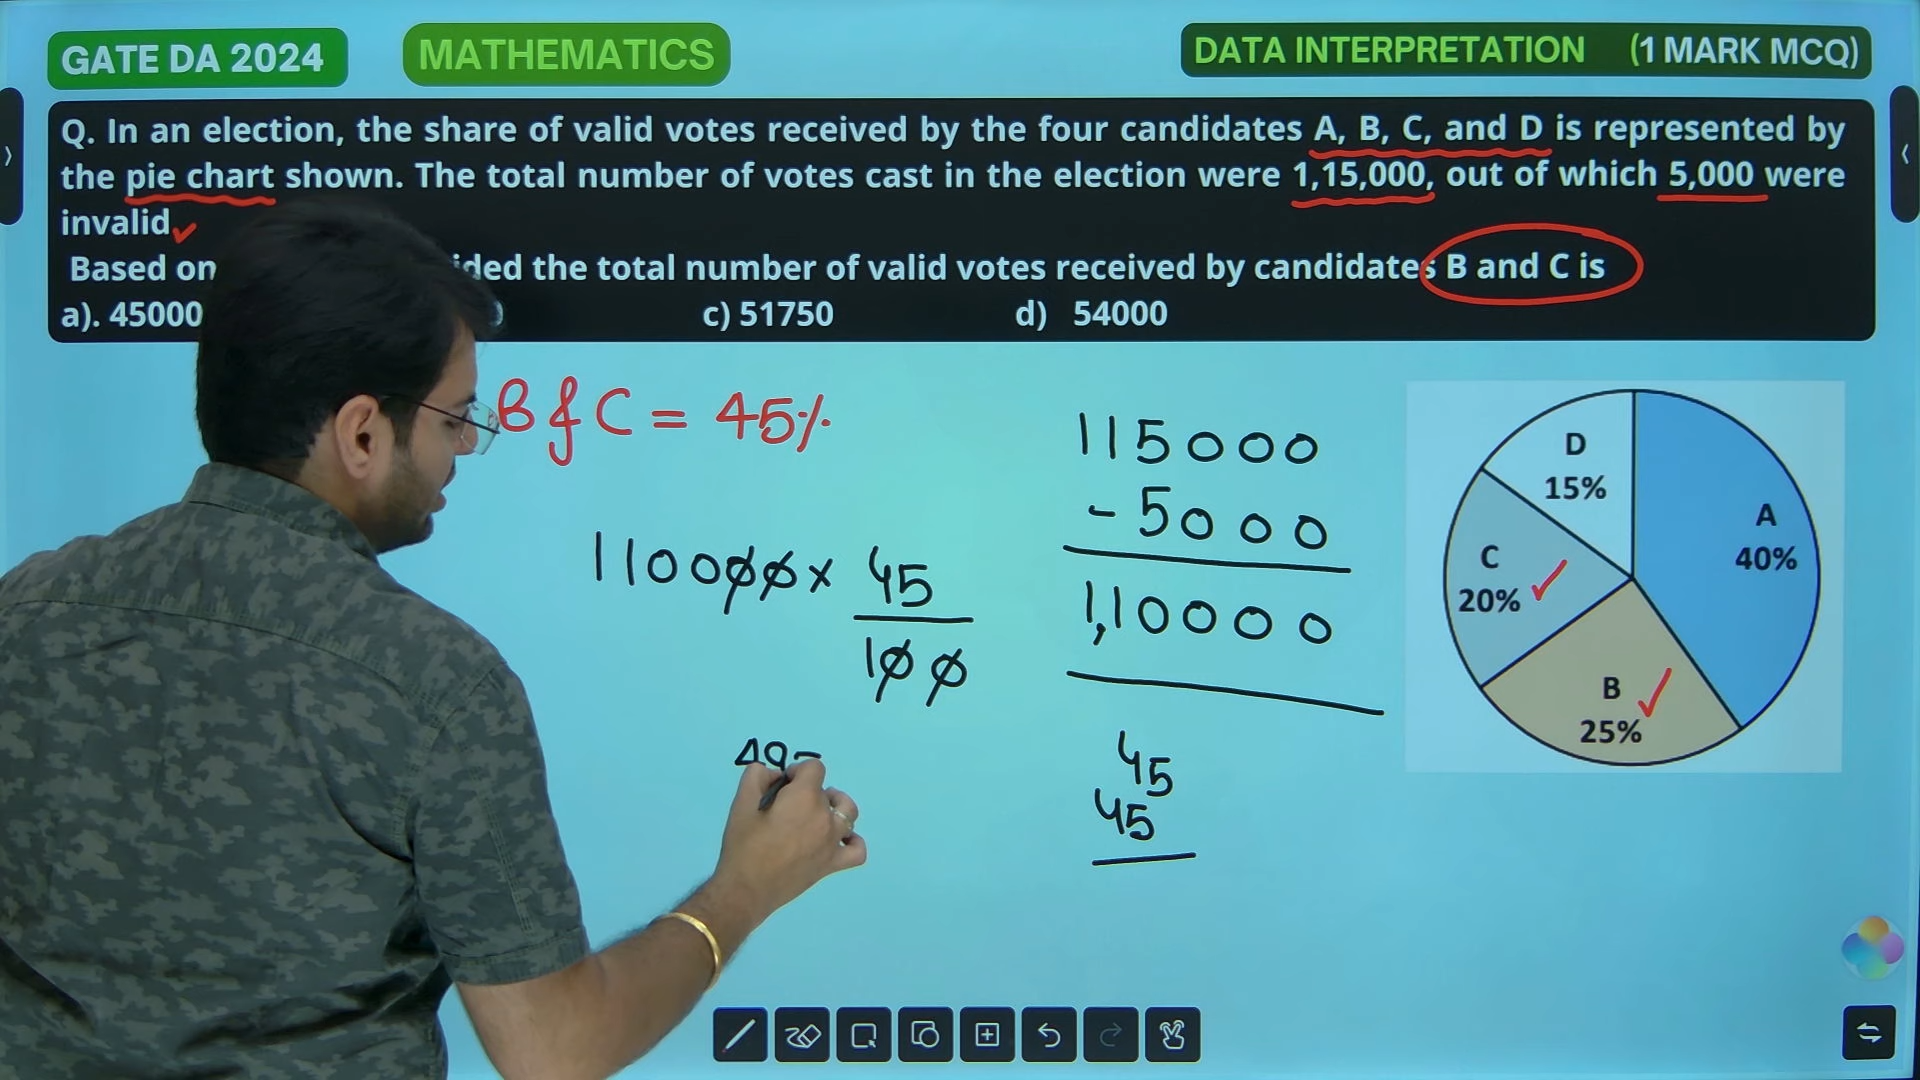 GATE DA 2024
MATHEMATICS
DATA INTERPRETATION (1 MARK MCQ)
Q. In an election, the share of valid votes received by the four candidates A, B, C, and D is represented by
the pie chart shown. The total number of votes cast in the election were 1,15,000, out of which 5,000 were
invalid
Based on ided the total number of valid votes received by candidates B and C is
a). 45000 c) 51750 d) 54000
B & C = 45%
110000 × 45
100
495
115000
- 5000
1,10000
45
45
D
15%
A
40%
C
20%
B
25%